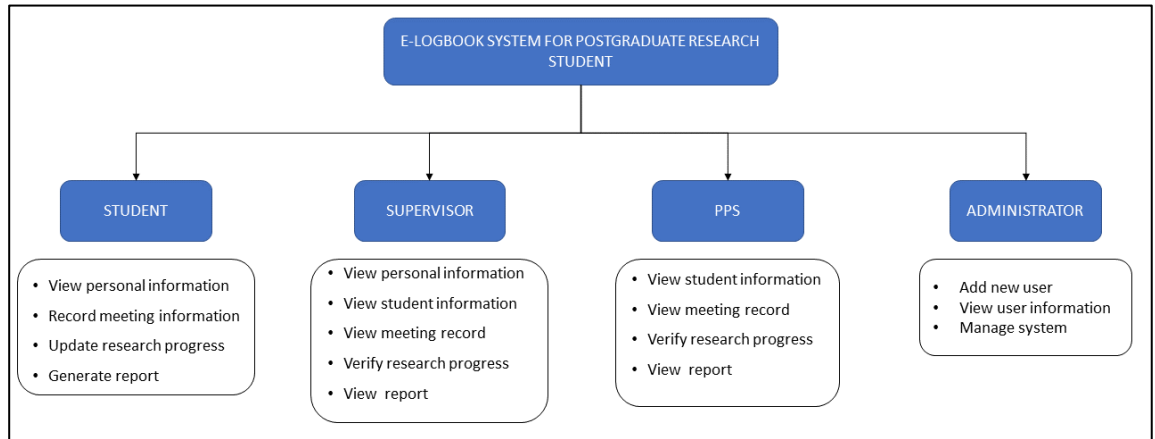 E-LOGBOOK SYSTEM FOR POSTGRADUATE RESEARCH
STUDENT
STUDENT
SUPERVISOR
PPS
ADMINISTRATOR
• View personal information
• Record meeting information
• Update research progress
• Generate report
• View personal information
• View student information
• View meeting record
• Verify research progress
• View report
• View student information
• View meeting record
• Verify research progress
• View report
• Add new user
• View user information
• Manage system